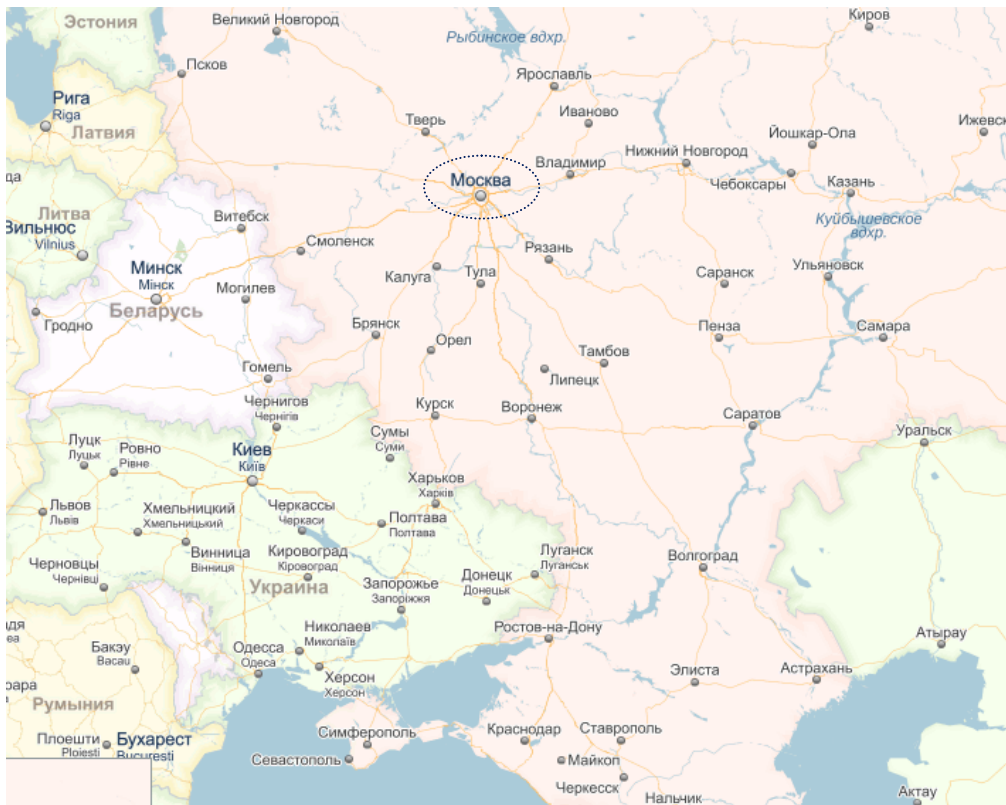 Эстония
Великий Новгород
Рыбинское вдхр.
Киров
Псков
Ярославль
Рига
Riga
Иваново
Ижевск
Латвия
Тверь
Йошкар-Ола
Нижний Новгород
Владимир
Москва
Чебоксары
Казань
Литва
Витебск
Куйбышевское
вдхр.
Вильнюс
Vilnius
Смоленск
Рязань
Минск
Мінск
Калуга
Тула
Саранск
Ульяновск
Могилев
Беларусь
Гродно
Брянск
Орел
Пенза
Самара
Тамбов
Гомель
Липецк
Чернигов
Чернігів
Курск
Воронеж
Саратов
Сумы
Суми
Уральск
Луцк
Луцьк
Ровно
Рівне
Киев
Київ
Харьков
Харків
Львов
Львів
Хмельницкий
Хмельницький
Черкассы
Черкаси
Полтава
Полтава
Винница
Вінниця
Кировоград
Кіровоград
Луганск
Луганськ
Волгоград
Черновцы
Чернівці
Украина
Запорожье
Запоріжжя
Донецк
Донецьк
Николаев
Миколаїв
Ростов-на-Дону
Атырау
Бакэу
Bacau
Одесса
Одеса
Херсон
Херсон
Элиста
Астрахань
Румыния
Симферополь
Краснодар
Ставрополь
Плоешти
Ploiesti
Бухарест
Bucuresti
Севастополь
Майкоп
Черкесск
Нальчик
Актау